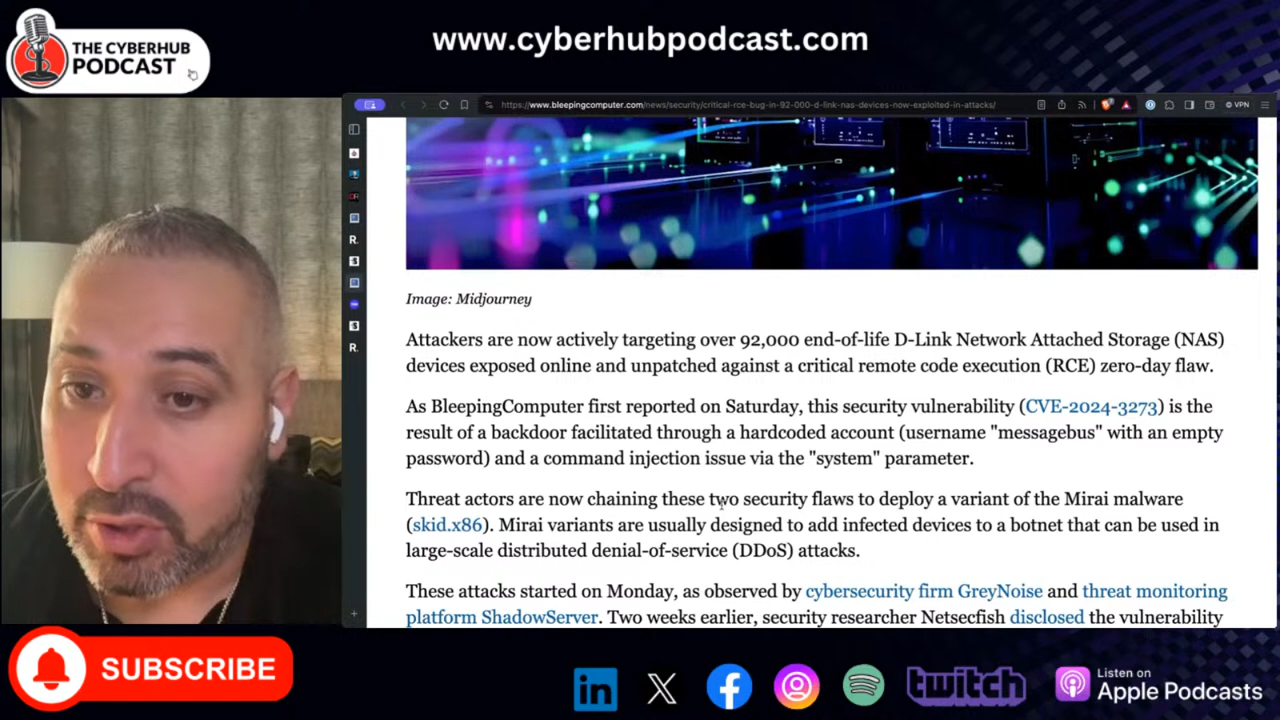 THE CYBERHUB
PODCAST
www.cyberhubpodcast.com
https://www.bleepingcomputer.com/news/security/critical-rce-bug-in-92-000-d-link-nas-devices-now-exploited-in-attacks/
VPN
R.
R.
Image: Midjourney
Attackers are now actively targeting over 92,000 end-of-life D-Link Network Attached Storage (NAS)
devices exposed online and unpatched against a critical remote code execution (RCE) zero-day flaw.
As BleepingComputer first reported on Saturday, this security vulnerability (CVE-2024-3273) is the
result of a backdoor facilitated through a hardcoded account (username "messagebus" with an empty
password) and a command injection issue via the "system" parameter.
Threat actors are now chaining these two security flaws to deploy a variant of the Mirai malware
(skid.x86). Mirai variants are usually designed to add infected devices to a botnet that can be used in
large-scale distributed denial-of-service (DDoS) attacks.
These attacks started on Monday, as observed by cybersecurity firm GreyNoise and threat monitoring
platform ShadowServer. Two weeks earlier, security researcher Netsecfish disclosed the vulnerability
SUBSCRIBE
in
X
f
twitch
Listen on
Apple Podcasts